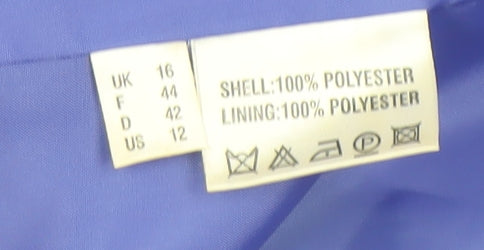 UK 16
F 44
D 42
US 12
SHELL:100% POLYESTER
LINING:100% POLYESTER
P